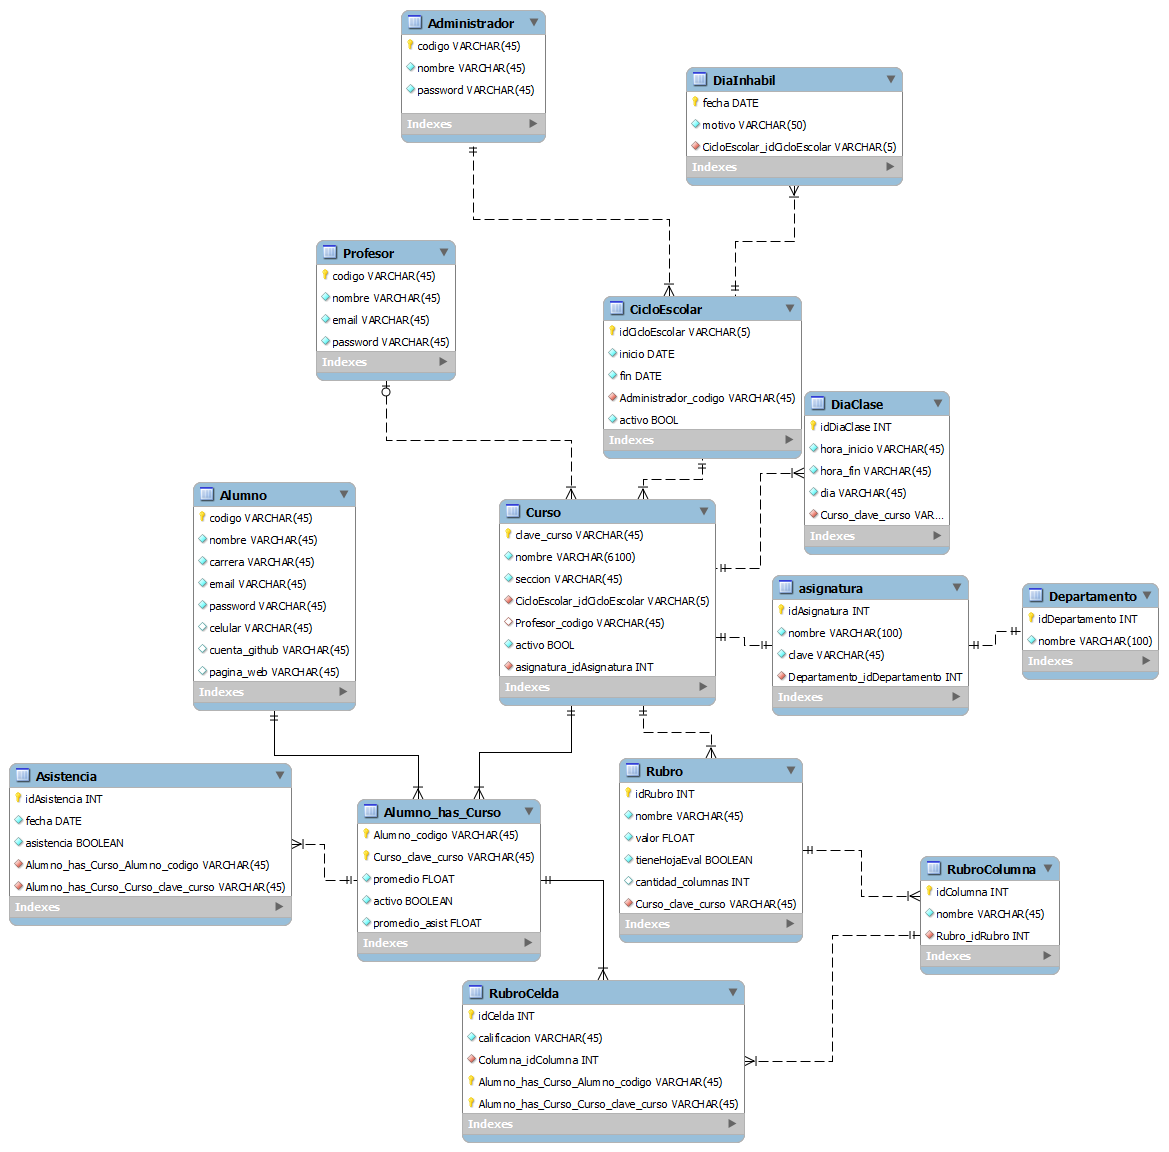 Administrador
codigo VARCHAR(45)
nombre VARCHAR(45)
password VARCHAR(45)
Indexes
DiaInhabil
fecha DATE
motivo VARCHAR(50)
CicloEscolar_idCicloEscolar VARCHAR(5)
Indexes
Profesor
codigo VARCHAR(45)
nombre VARCHAR(45)
email VARCHAR(45)
password VARCHAR(45)
Indexes
CicloEscolar
idCicloEscolar VARCHAR(5)
inicio DATE
fin DATE
Administrador_codigo VARCHAR(45)
activo BOOL
Indexes
DiaClase
idDiaClase INT
hora_inicio VARCHAR(45)
hora_fin VARCHAR(45)
dia VARCHAR(45)
Curso_clave_curso VAR...
Indexes
Alumno
codigo VARCHAR(45)
nombre VARCHAR(45)
carrera VARCHAR(45)
email VARCHAR(45)
password VARCHAR(45)
celular VARCHAR(45)
cuenta_github VARCHAR(45)
pagina_web VARCHAR(45)
Indexes
Curso
clave_curso VARCHAR(45)
nombre VARCHAR(6100)
seccion VARCHAR(45)
CicloEscolar_idCicloEscolar VARCHAR(5)
Profesor_codigo VARCHAR(45)
activo BOOL
asignatura_idAsignatura INT
Indexes
asignatura
idAsignatura INT
nombre VARCHAR(100)
clave VARCHAR(45)
Departamento_idDepartamento INT
Indexes
Departamento
idDepartamento INT
nombre VARCHAR(100)
Indexes
Asistencia
idAsistencia INT
fecha DATE
asistencia BOOLEAN
Alumno_has_Curso_Alumno_codigo VARCHAR(45)
Alumno_has_Curso_Curso_clave_curso VARCHAR(45)
Indexes
Alumno_has_Curso
Alumno_codigo VARCHAR(45)
Curso_clave_curso VARCHAR(45)
promedio FLOAT
activo BOOLEAN
promedio_asist FLOAT
Indexes
Rubro
idRubro INT
nombre VARCHAR(45)
valor FLOAT
tieneHojaEval BOOLEAN
cantidad_columnas INT
Curso_clave_curso VARCHAR(45)
Indexes
RubroColumna
idColumna INT
nombre VARCHAR(45)
Rubro_idRubro INT
Indexes
RubroCelda
idCelda INT
calificacion VARCHAR(45)
Columna_idColumna INT
Alumno_has_Curso_Alumno_codigo VARCHAR(45)
Alumno_has_Curso_Curso_clave_curso VARCHAR(45)
Indexes